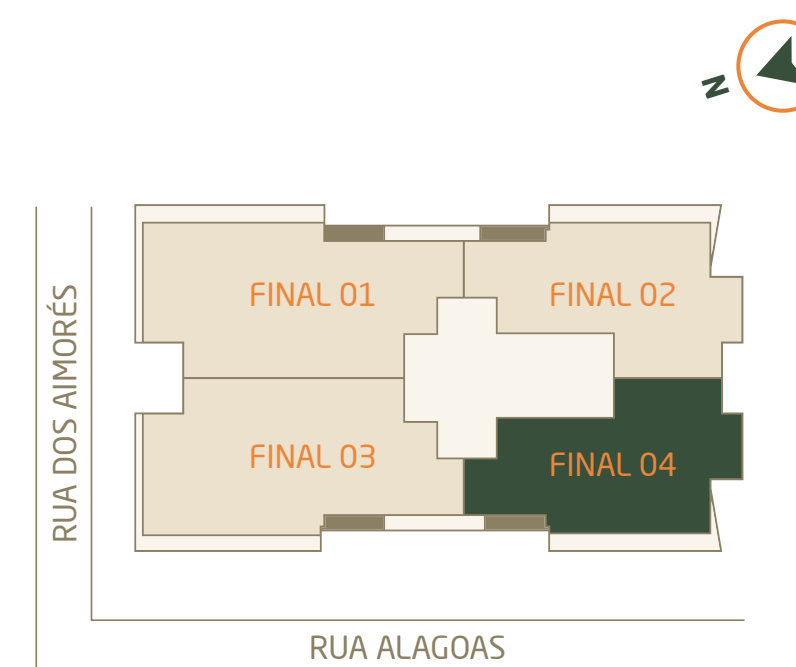 N
FINAL 01
FINAL 02
RUA DOS AIMORÉS
FINAL 03
FINAL 04
RUA ALAGOAS